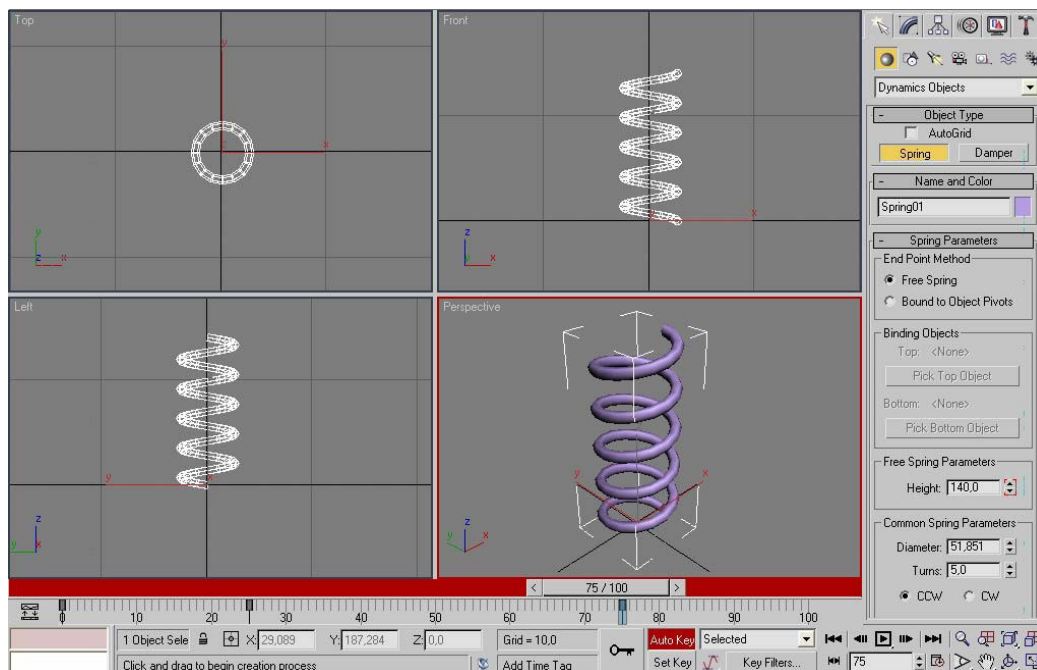 Top
Front
y
x
y
z
x
x
z
y
x
Left
Perspective
y
x
z
y
x
y
x
z
y
x
Dynamics Objects
- Object Type
AutoGrid
Spring Damper
- Name and Color
Spring01
- Spring Parameters
End Point Method
Free Spring
Bound to Object Pivots
Binding Objects
Top: <None>
Pick Top Object
Bottom: <None>
Pick Bottom Object
Free Spring Parameters
Height: 140,0
Common Spring Parameters
Diameter: 51,851
Turns: 5,0
CCW CW
< 75 / 100 >
0 10 20 30 40 50 60 70 80 90 100
1 Object Sele X: 29,089 Y: 187,284 Z: 0,0 Grid = 10,0 Auto Key Selected
Click and drag to begin creation process Add Time Tag Set Key Key Filters... 75